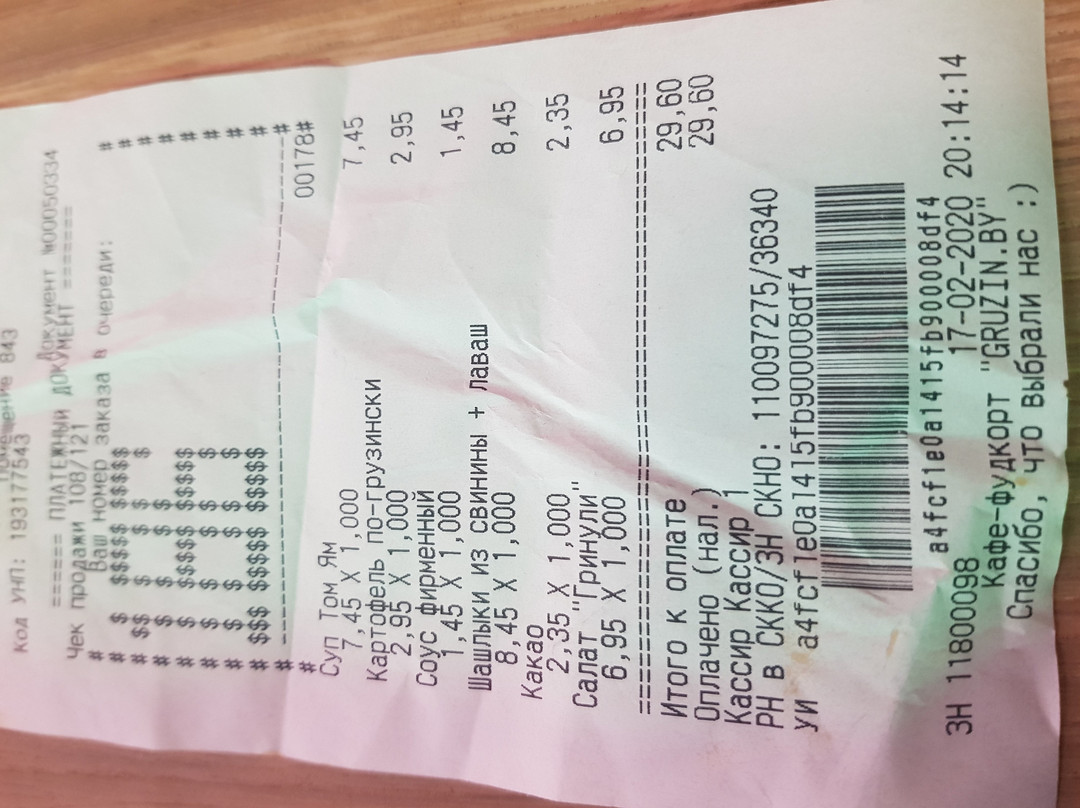 помещение 843
Код УНП: 193177543
====== ПЛАТЕЖНЫЙ ДОКУМЕНТ ======
Документ №00050334
Чек продажи 108/121
# Ваш номер заказа в очереди: #
# 00178#
Суп Том Ям
7,45 X 1,000 7,45
Картофель по-грузински
2,95 X 1,000 2,95
Соус фирменный
1,45 X 1,000 1,45
Шашлыки из свинины + лаваш
8,45 X 1,000 8,45
Какао
2,35 X 1,000 2,35
Салат "Гринули"
6,95 X 1,000 6,95
Итого к оплате 29,60
Оплачено (нал.) 29,60
Кассир Кассир 1
РН в СККО/ЗН СКНО: 110097275/36340
УИ a4fcf1e0a1415fb900008df4
a4fcf1e0a1415fb900008df4
ЗН 118000098 17-02-2020 20:14:14
Кафе-фудкорт "GRUZIN.BY"
Спасибо, что выбрали нас :)